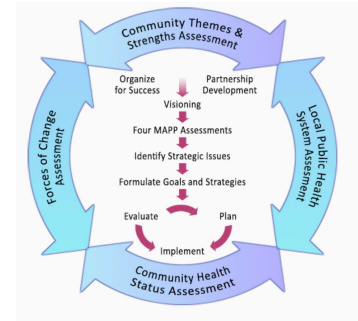 Community Themes &
Strengths Assessment
Organize
for Success
Partnership
Development
Visioning
Four MAPP Assessments
Identify Strategic Issues
Formulate Goals and Strategies
Evaluate
Plan
Implement
Forces of Change
Assessment
Local Public Health
System Assesment
Community Health
Status Assessment